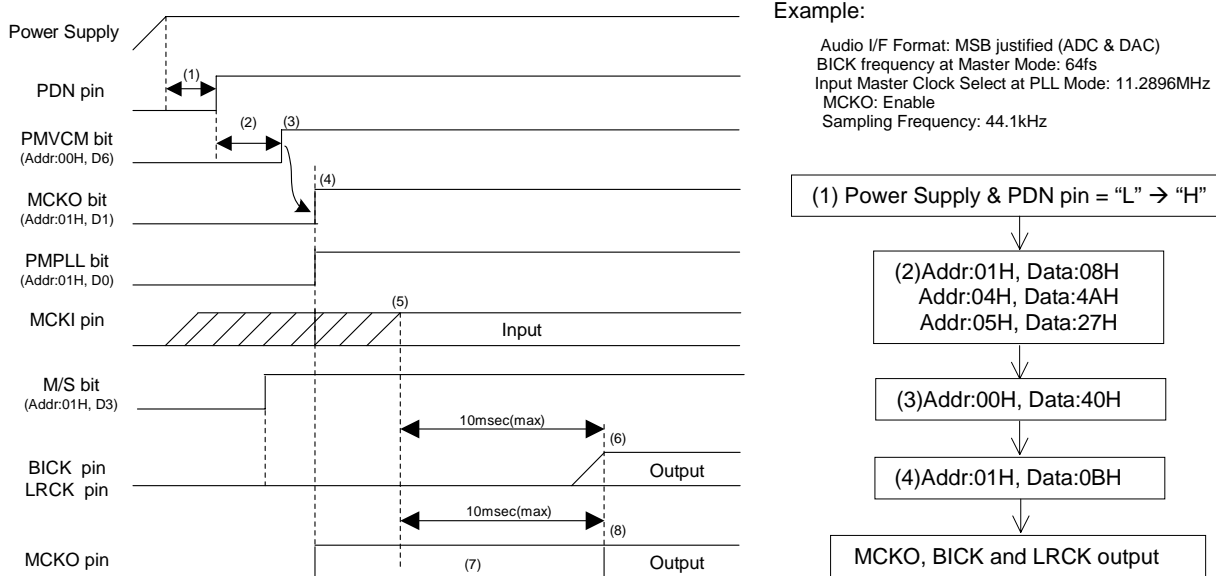 Power Supply
(1)
PDN pin
(2)
(3)
PMVCM bit
(Addr:00H, D6)
(4)
MCKO bit
(Addr:01H, D1)
PMPLL bit
(Addr:01H, D0)
(5)
MCKI pin
Input
M/S bit
(Addr:01H, D3)
10msec(max)
(6)
BICK pin
LRCK pin
Output
10msec(max)
(8)
MCKO pin
(7)
Output
Example:
Audio I/F Format: MSB justified (ADC & DAC)
BICK frequency at Master Mode: 64fs
Input Master Clock Select at PLL Mode: 11.2896MHz
MCKO: Enable
Sampling Frequency: 44.1kHz
(1) Power Supply & PDN pin = “L” → “H”
(2)Addr:01H, Data:08H
Addr:04H, Data:4AH
Addr:05H, Data:27H
(3)Addr:00H, Data:40H
(4)Addr:01H, Data:0BH
MCKO, BICK and LRCK output